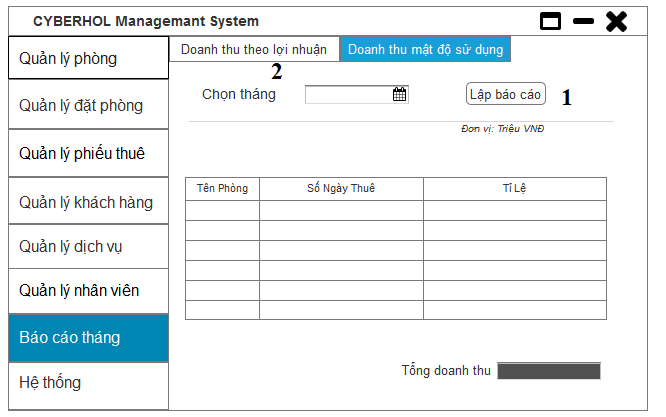 CYBERHOL Managemant System
Quản lý phòng
Quản lý đặt phòng
Quản lý phiếu thuê
Quản lý khách hàng
Quản lý dịch vụ
Quản lý nhân viên
Báo cáo tháng
Hệ thống
Doanh thu theo lợi nhuận Doanh thu mật độ sử dụng
2
Chọn tháng Lập báo cáo 1
Đơn vị: Triệu VNĐ
Tên Phòng Số Ngày Thuê Tỉ Lệ
Tổng doanh thu